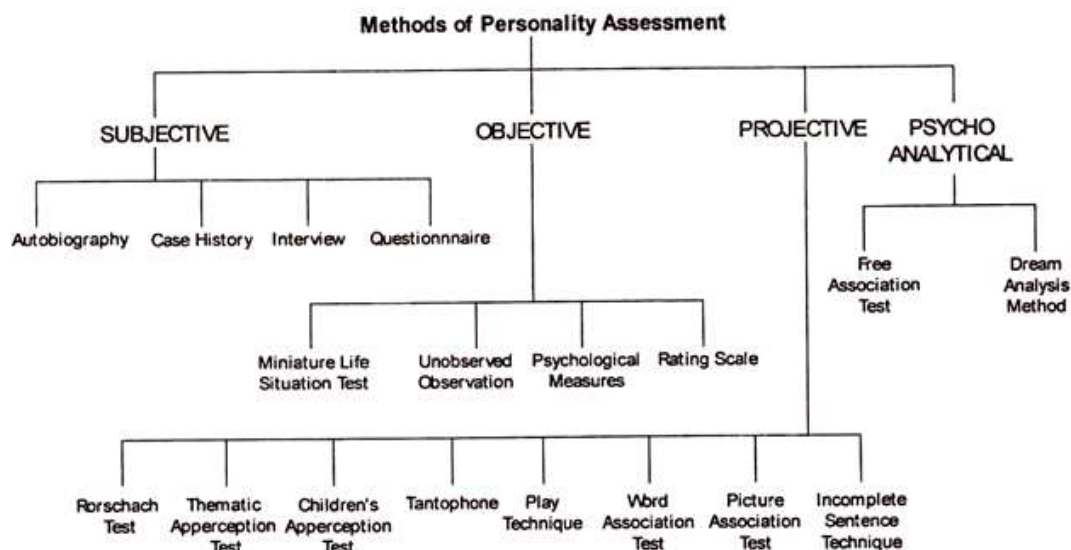 Methods of Personality Assessment
SUBJECTIVE
OBJECTIVE
PROJECTIVE
PSYCHO
ANALYTICAL
Autobiography
Case History
Interview
Questionnnaire
Free
Association
Test
Dream
Analysis
Method
Miniature Life
Situation Test
Unobserved
Observation
Psychological
Measures
Rating Scale
Rorschach
Test
Thematic
Apperception
Test
Children's
Apperception
Test
Tantophone
Play
Technique
Word
Association
Test
Picture
Association
Test
Incomplete
Sentence
Technique